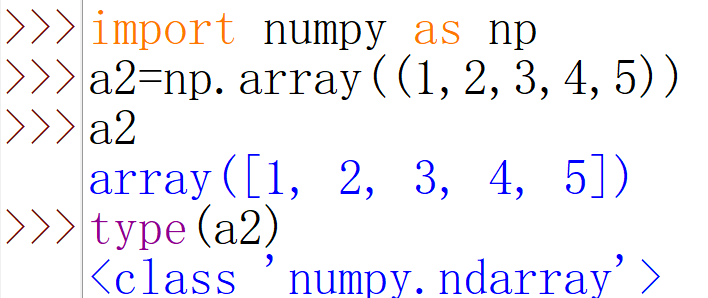 >>> import numpy as np
>>> a2=np.array((1,2,3,4,5))
>>> a2
array([1, 2, 3, 4, 5])
>>> type(a2)
<class 'numpy.ndarray'>